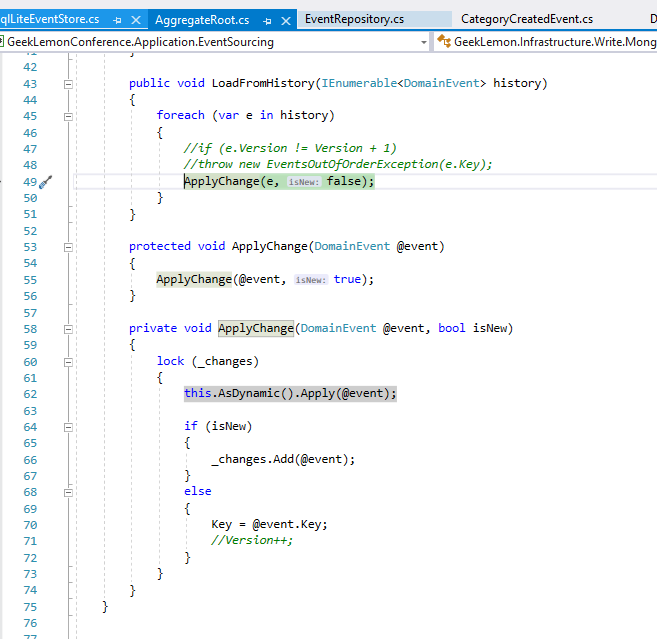 qlLiteEventStore.cs AggregateRoot.cs EventRepository.cs CategoryCreatedEvent.cs D
GeekLemonConference.Application.EventSourcing GeekLemon.Infrastructure.Write.Mong
41 }
42
43 public void LoadFromHistory(IEnumerable<DomainEvent> history)
44 {
45 foreach (var e in history)
46 {
47 //if (e.Version != Version + 1)
48 //throw new EventsOutOfOrderException(e.Key);
49 ApplyChange(e, isNew: false);
50 }
51 }
52
53 protected void ApplyChange(DomainEvent @event)
54 {
55 ApplyChange(@event, isNew: true);
56 }
57
58 private void ApplyChange(DomainEvent @event, bool isNew)
59 {
60 lock (_changes)
61 {
62 this.AsDynamic().Apply(@event);
63
64 if (isNew)
65 {
66 _changes.Add(@event);
67 }
68 else
69 {
70 Key = @event.Key;
71 //Version++;
72 }
73 }
74 }
75 }
76
77